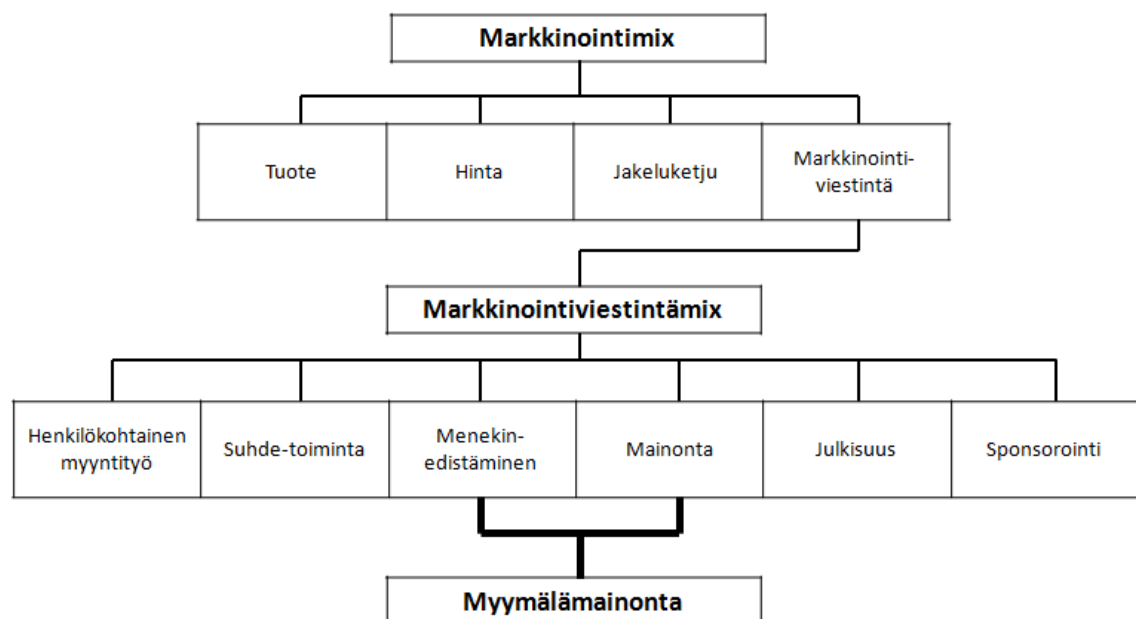 Markkinointimix
Tuote
Hinta
Jakeluketju
Markkinointi-
viestintä
Markkinointiviestintämix
Henkilökohtainen
myyntityö
Suhde-toiminta
Menekin-
edistäminen
Mainonta
Julkisuus
Sponsorointi
Myymälämainonta